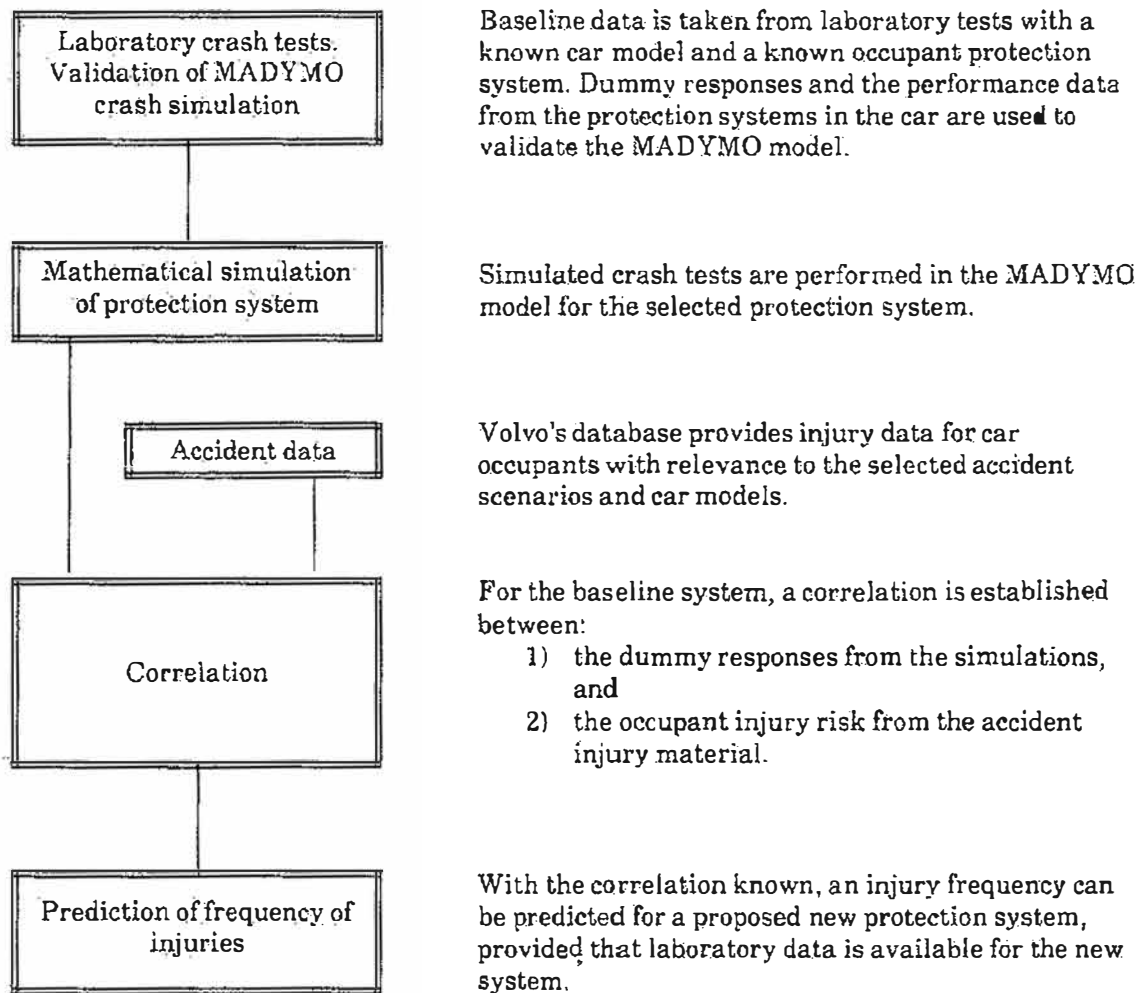 Laboratory crash tests.
Validation of MADYMO
crash simulation
Baseline data is taken from laboratory tests with a
known car model and a known occupant protection
system. Dummy responses and the performance data
from the protection systems in the car are used to
validate the MADYMO model.
Mathematical simulation
of protection system
Simulated crash tests are performed in the MADYMO
model for the selected protection system.
Accident data
Volvo's database provides injury data for car
occupants with relevance to the selected accident
scenarios and car models.
Correlation
For the baseline system, a correlation is established
between:
1) the dummy responses from the simulations,
and
2) the occupant injury risk from the accident
injury material.
Prediction of frequency of
injuries
With the correlation known, an injury frequency can
be predicted for a proposed new protection system,
provided that laboratory data is available for the new
system.